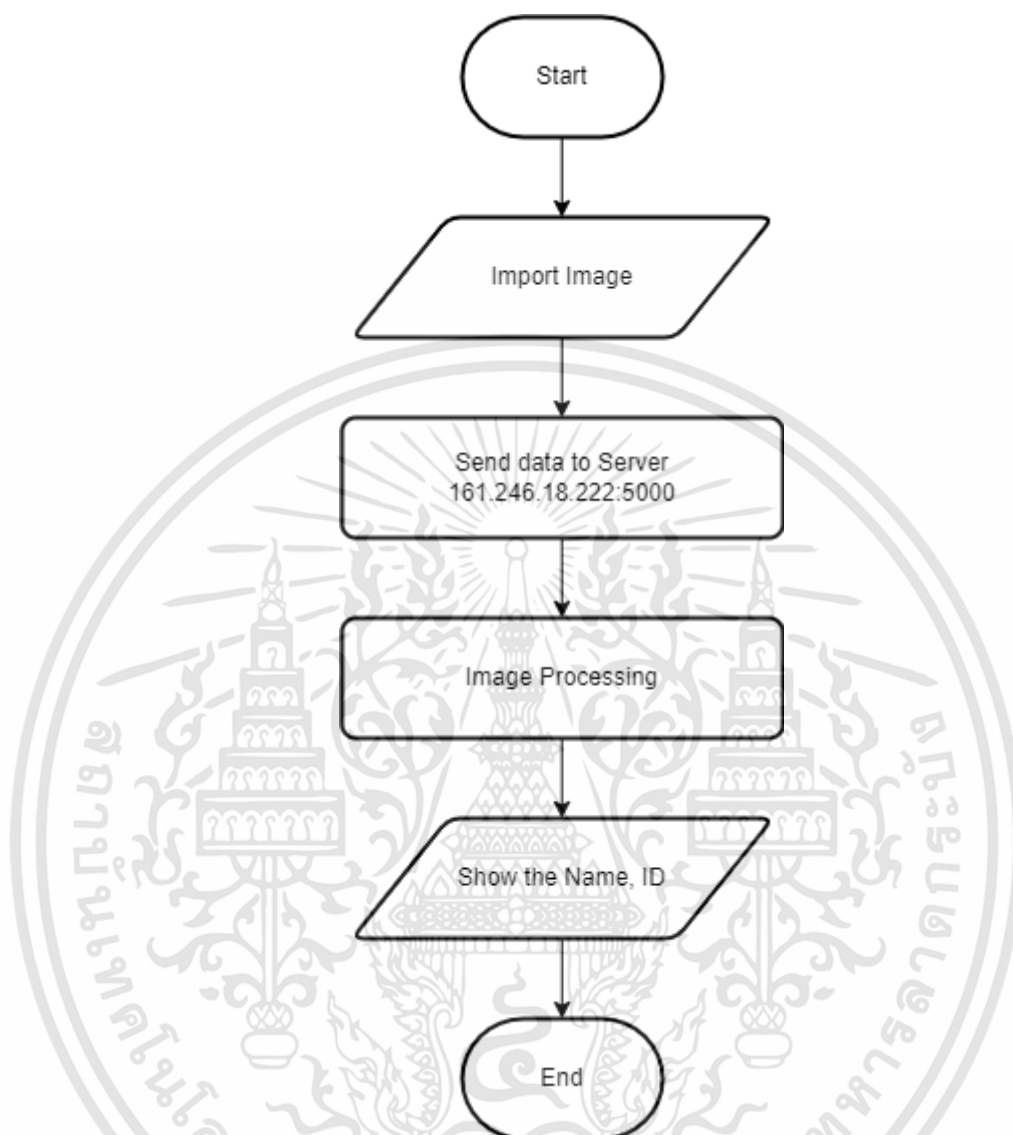 Start
Import Image
Send data to Server
161.246.18.222:5000
Image Processing
Show the Name, ID
End